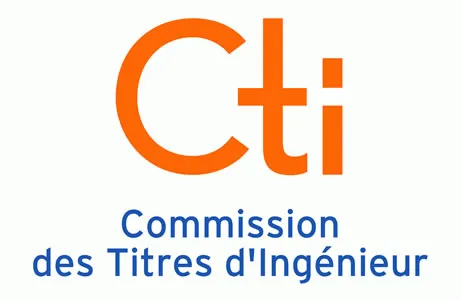 Cti
Commission
des Titres d'Ingénieur